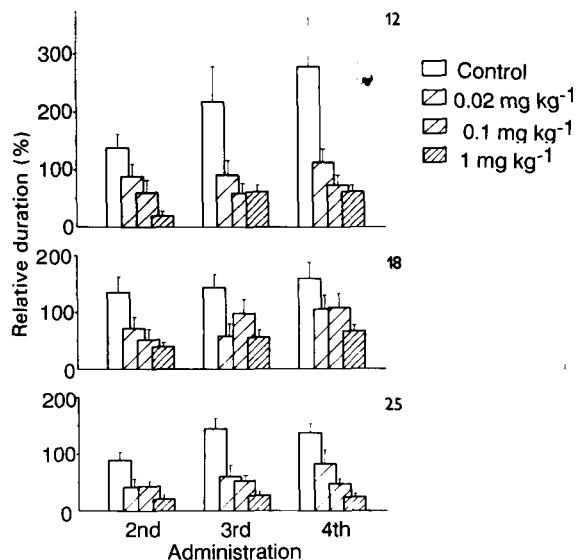 12
300
200
100
0
Relative duration (%)
Control
0.02 mg kg⁻¹
0.1 mg kg⁻¹
1 mg kg⁻¹
18
200
100
0
25
200
100
0
2nd 3rd 4th
Administration